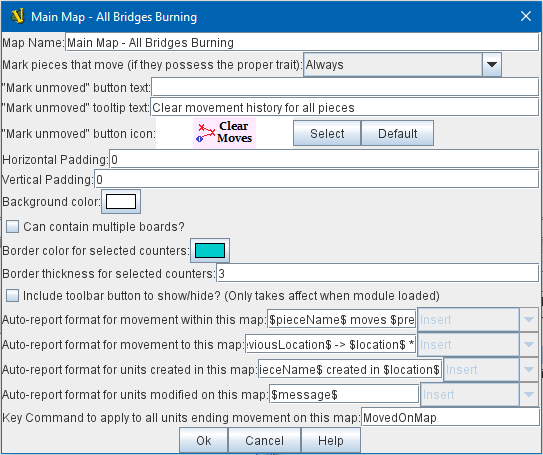 Main Map - All Bridges Burning
Map Name: Main Map - All Bridges Burning
Mark pieces that move (if they possess the proper trait): Always
"Mark unmoved" button text:
"Mark unmoved" tooltip text: Clear movement history for all pieces
"Mark unmoved" button icon: Clear Moves Select Default
Horizontal Padding: 0
Vertical Padding: 0
Background color:
Can contain multiple boards?
Border color for selected counters:
Border thickness for selected counters: 3
Include toolbar button to show/hide? (Only takes affect when module loaded)
Auto-report format for movement within this map: $pieceName$ moves $pre Insert
Auto-report format for movement to this map: eviousLocation$ -> $location$ * Insert
Auto-report format for units created in this map: ieceName$ created in $location$ Insert
Auto-report format for units modified on this map: $message$ Insert
Key Command to apply to all units ending movement on this map: MovedOnMap
Ok Cancel Help